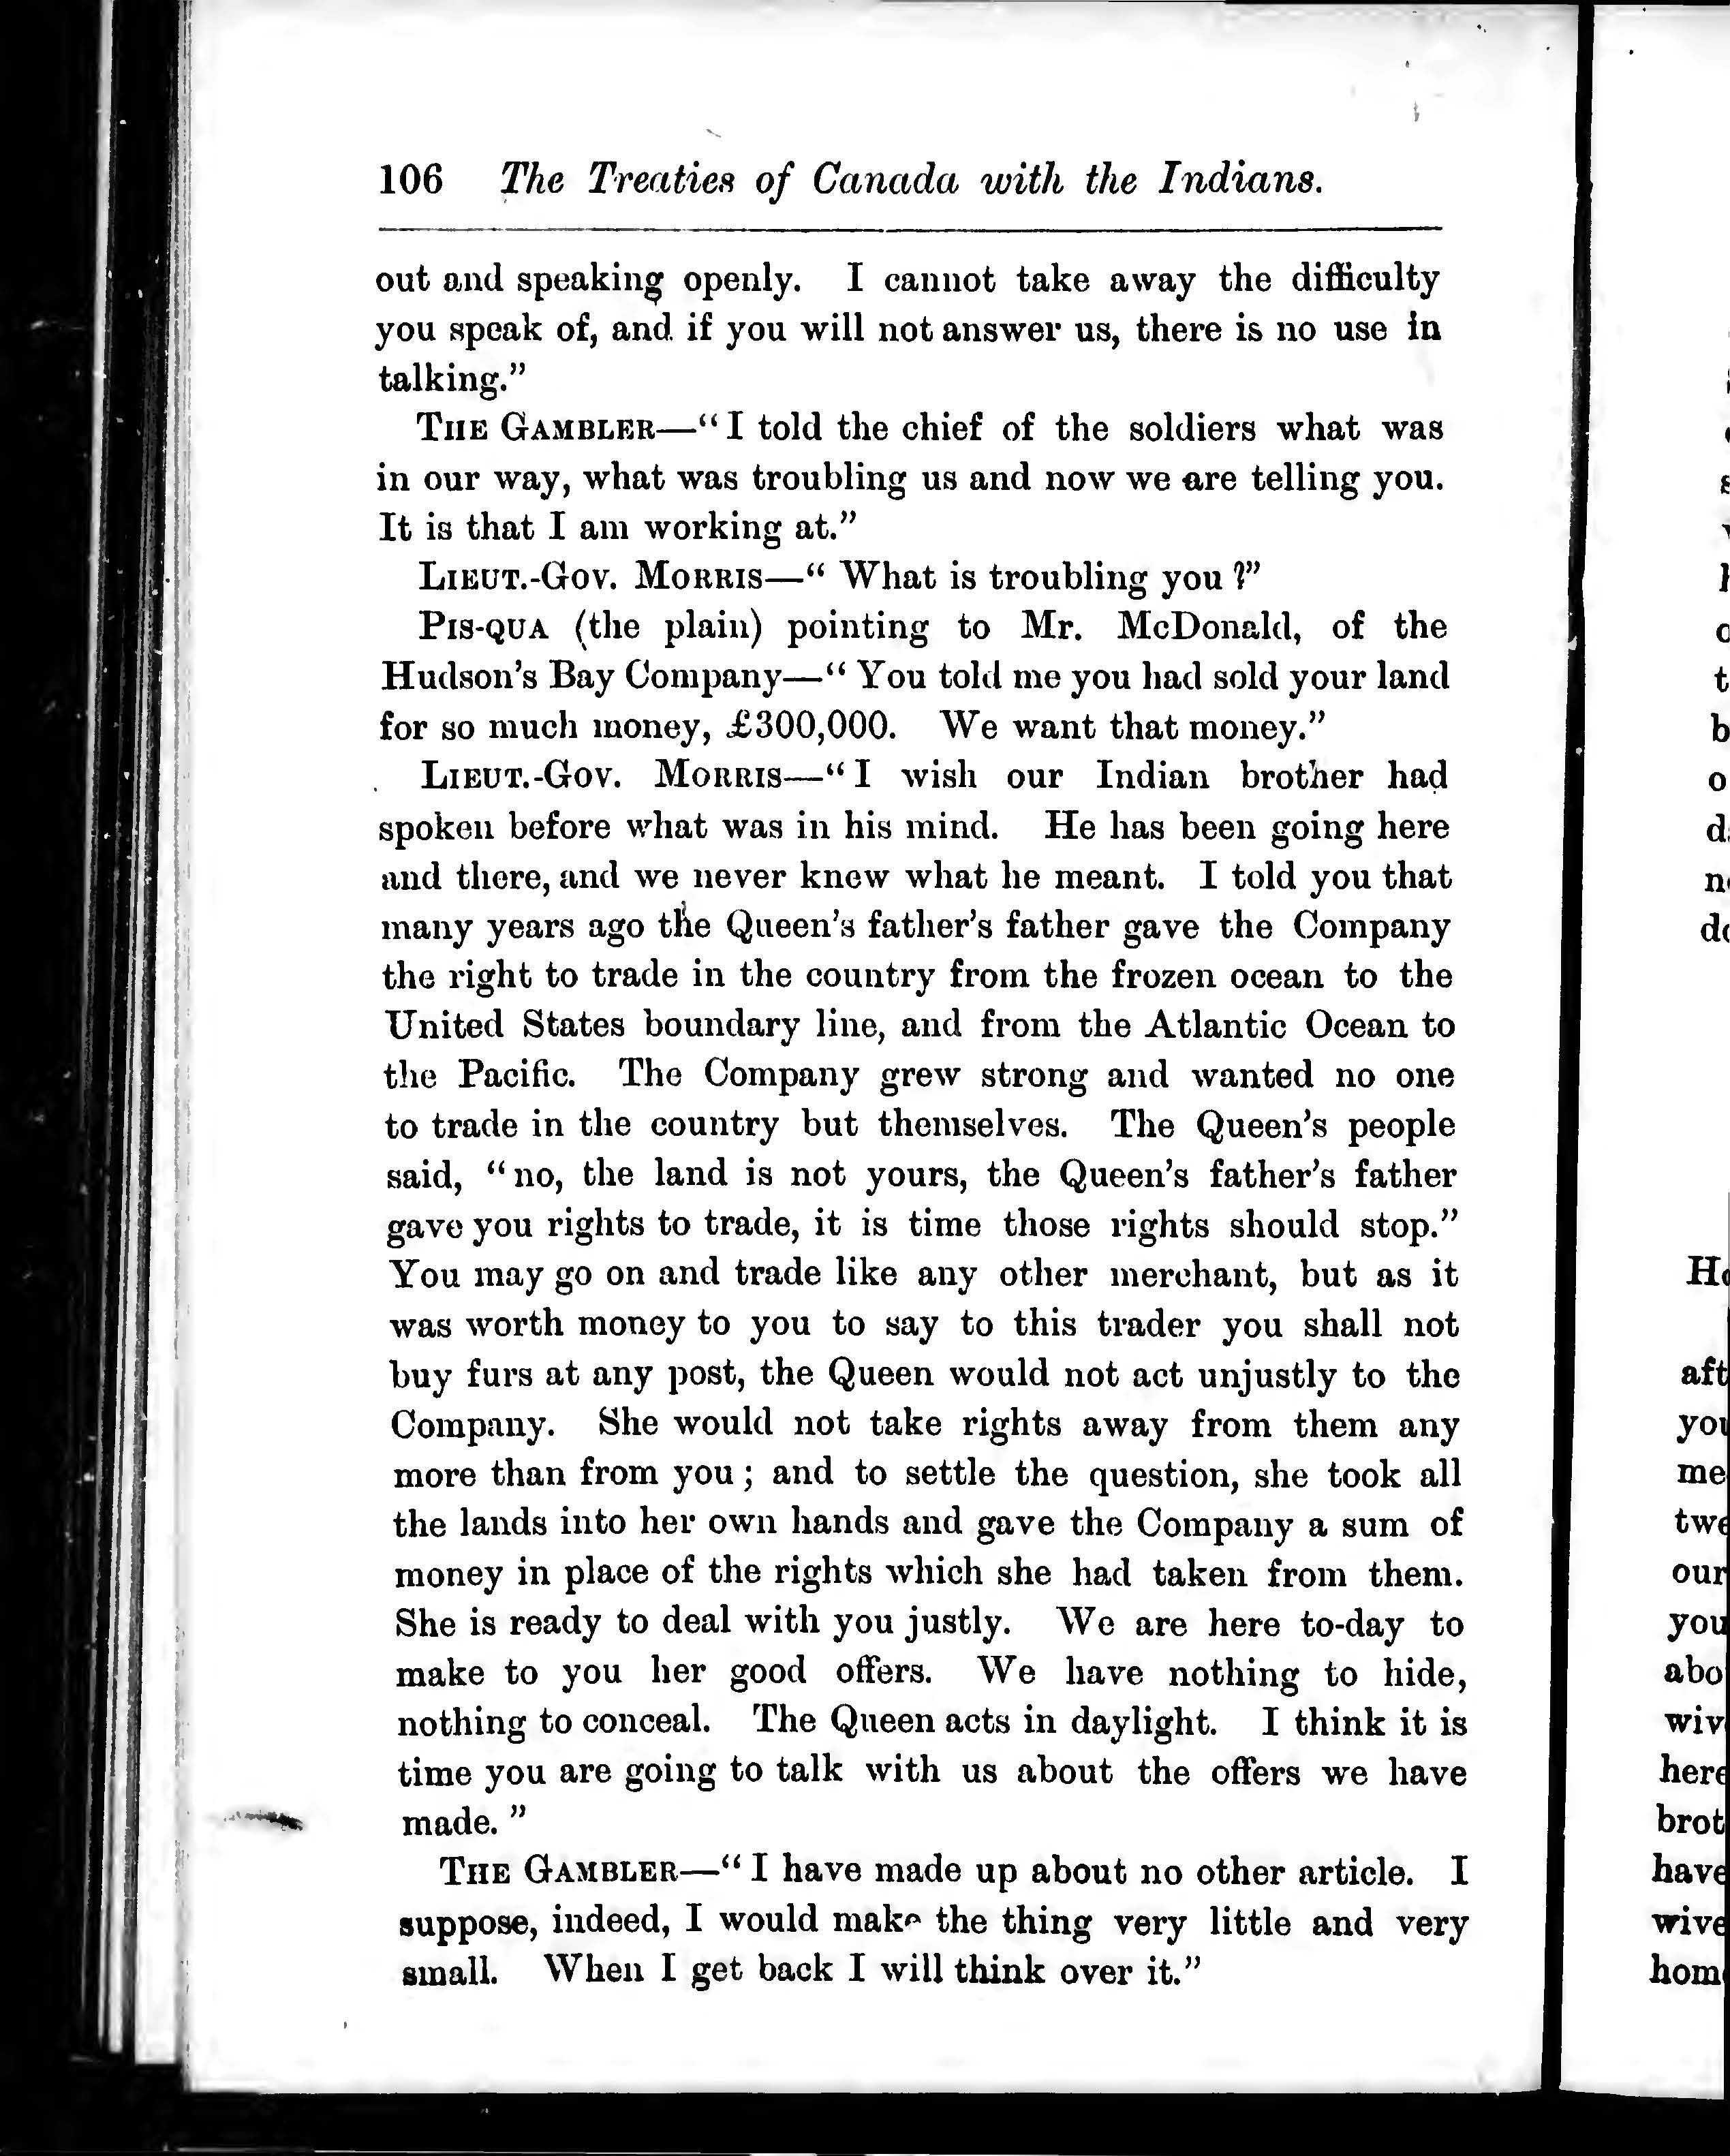 106 The Treaties of Canada with the Indians.
out and speaking openly. I cannot take away the difficulty
you speak of, and if you will not answer us, there is no use in
talking.”
THE GAMBLER—“I told the chief of the soldiers what was
in our way, what was troubling us and now we are telling you.
It is that I am working at.”
LIEUT.-GOV. MORRIS—“ What is troubling you ?”
PIS-QUA (the plain) pointing to Mr. McDonald, of the
Hudson’s Bay Company—“ You told me you had sold your land
for so much money, £300,000. We want that money.”
LIEUT.-GOV. MORRIS—“I wish our Indian brother had
spoken before what was in his mind. He has been going here
and there, and we never knew what he meant. I told you that
many years ago the Queen’s father’s father gave the Company
the right to trade in the country from the frozen ocean to the
United States boundary line, and from the Atlantic Ocean to
the Pacific. The Company grew strong and wanted no one
to trade in the country but themselves. The Queen’s people
said, “no, the land is not yours, the Queen’s father’s father
gave you rights to trade, it is time those rights should stop.”
You may go on and trade like any other merchant, but as it
was worth money to you to say to this trader you shall not
buy furs at any post, the Queen would not act unjustly to the
Company. She would not take rights away from them any
more than from you ; and to settle the question, she took all
the lands into her own hands and gave the Company a sum of
money in place of the rights which she had taken from them.
She is ready to deal with you justly. We are here to-day to
make to you her good offers. We have nothing to hide,
nothing to conceal. The Queen acts in daylight. I think it is
time you are going to talk with us about the offers we have
made. ”
THE GAMBLER—“ I have made up about no other article. I
suppose, indeed, I would make the thing very little and very
small. When I get back I will think over it.”